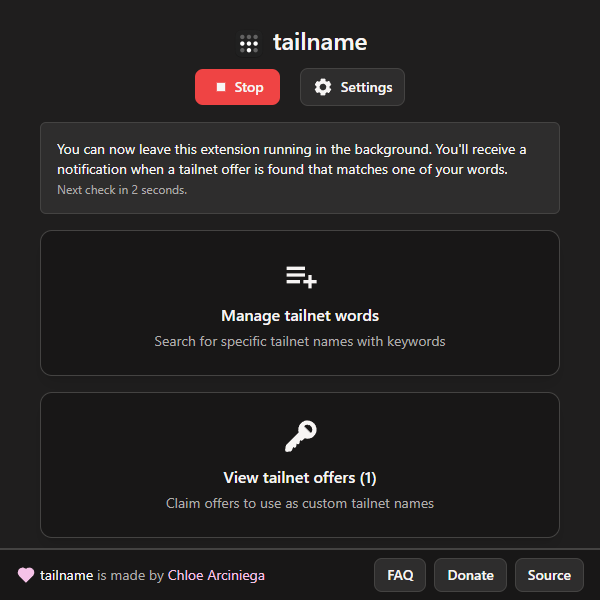 tailname
Stop
Settings
You can now leave this extension running in the background. You'll receive a
notification when a tailnet offer is found that matches one of your words.
Next check in 2 seconds.
Manage tailnet words
Search for specific tailnet names with keywords
View tailnet offers (1)
Claim offers to use as custom tailnet names
tailname is made by Chloe Arciniega
FAQ
Donate
Source